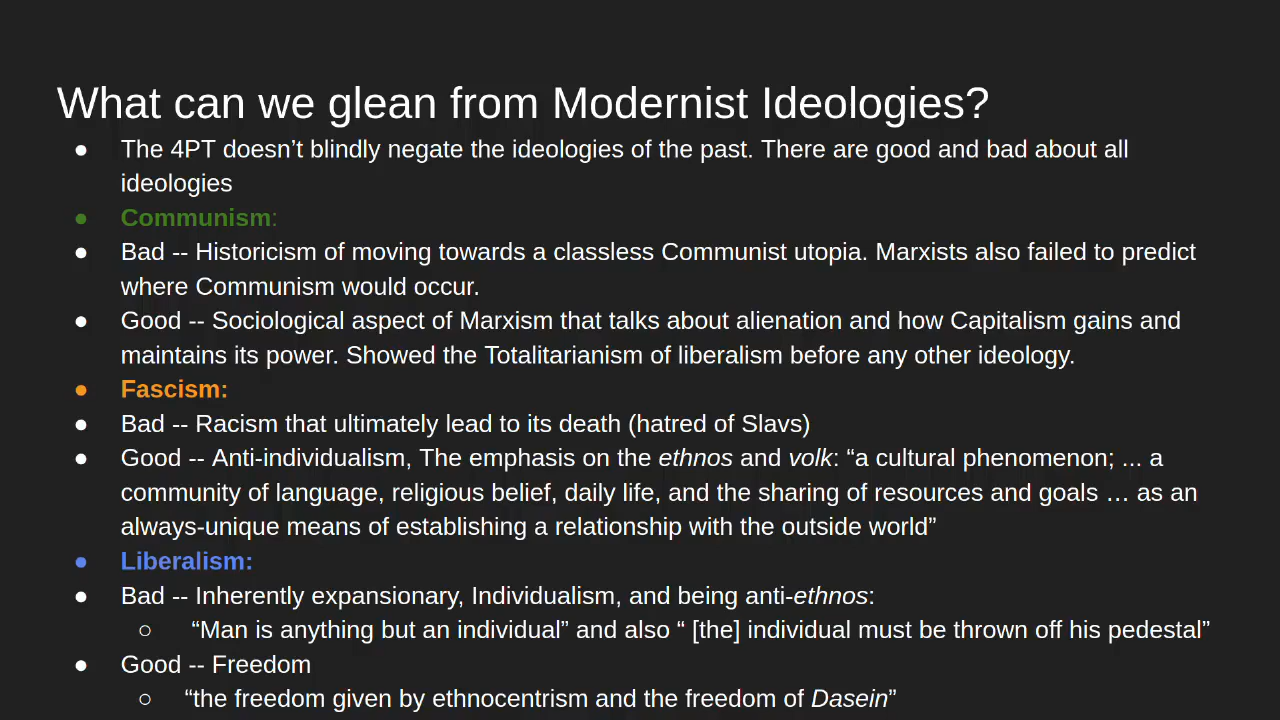 What can we glean from Modernist Ideologies?
● The 4PT doesn’t blindly negate the ideologies of the past. There are good and bad about all
ideologies
● Communism:
● Bad -- Historicism of moving towards a classless Communist utopia. Marxists also failed to predict
where Communism would occur.
● Good -- Sociological aspect of Marxism that talks about alienation and how Capitalism gains and
maintains its power. Showed the Totalitarianism of liberalism before any other ideology.
● Fascism:
● Bad -- Racism that ultimately lead to its death (hatred of Slavs)
● Good -- Anti-individualism, The emphasis on the ethnos and volk: “a cultural phenomenon; ... a
community of language, religious belief, daily life, and the sharing of resources and goals … as an
always-unique means of establishing a relationship with the outside world”
● Liberalism:
● Bad -- Inherently expansionary, Individualism, and being anti-ethnos:
○ “Man is anything but an individual” and also “ [the] individual must be thrown off his pedestal”
● Good -- Freedom
○ “the freedom given by ethnocentrism and the freedom of Dasein”